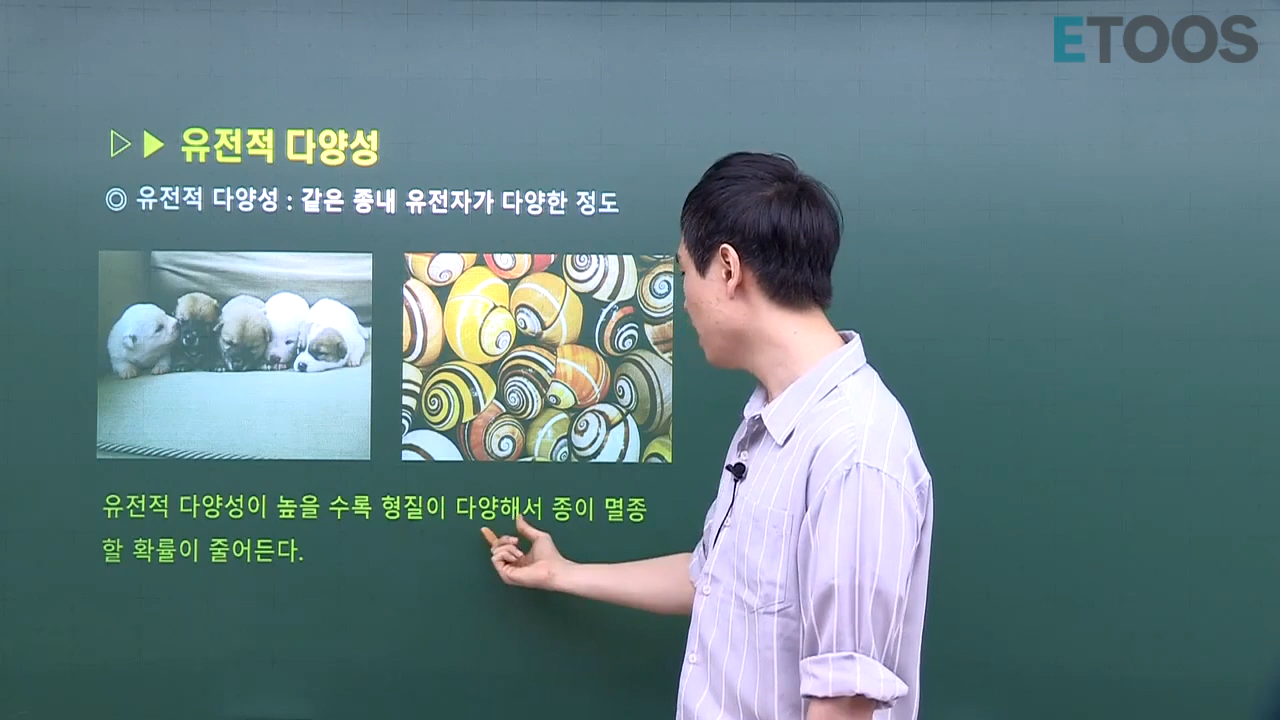 ETOOS
▷▶ 유전적 다양성
◎ 유전적 다양성 : 같은 종내 유전자가 다양한 정도
유전적 다양성이 높을 수록 형질이 다양해서 종이 멸종
할 확률이 줄어든다.